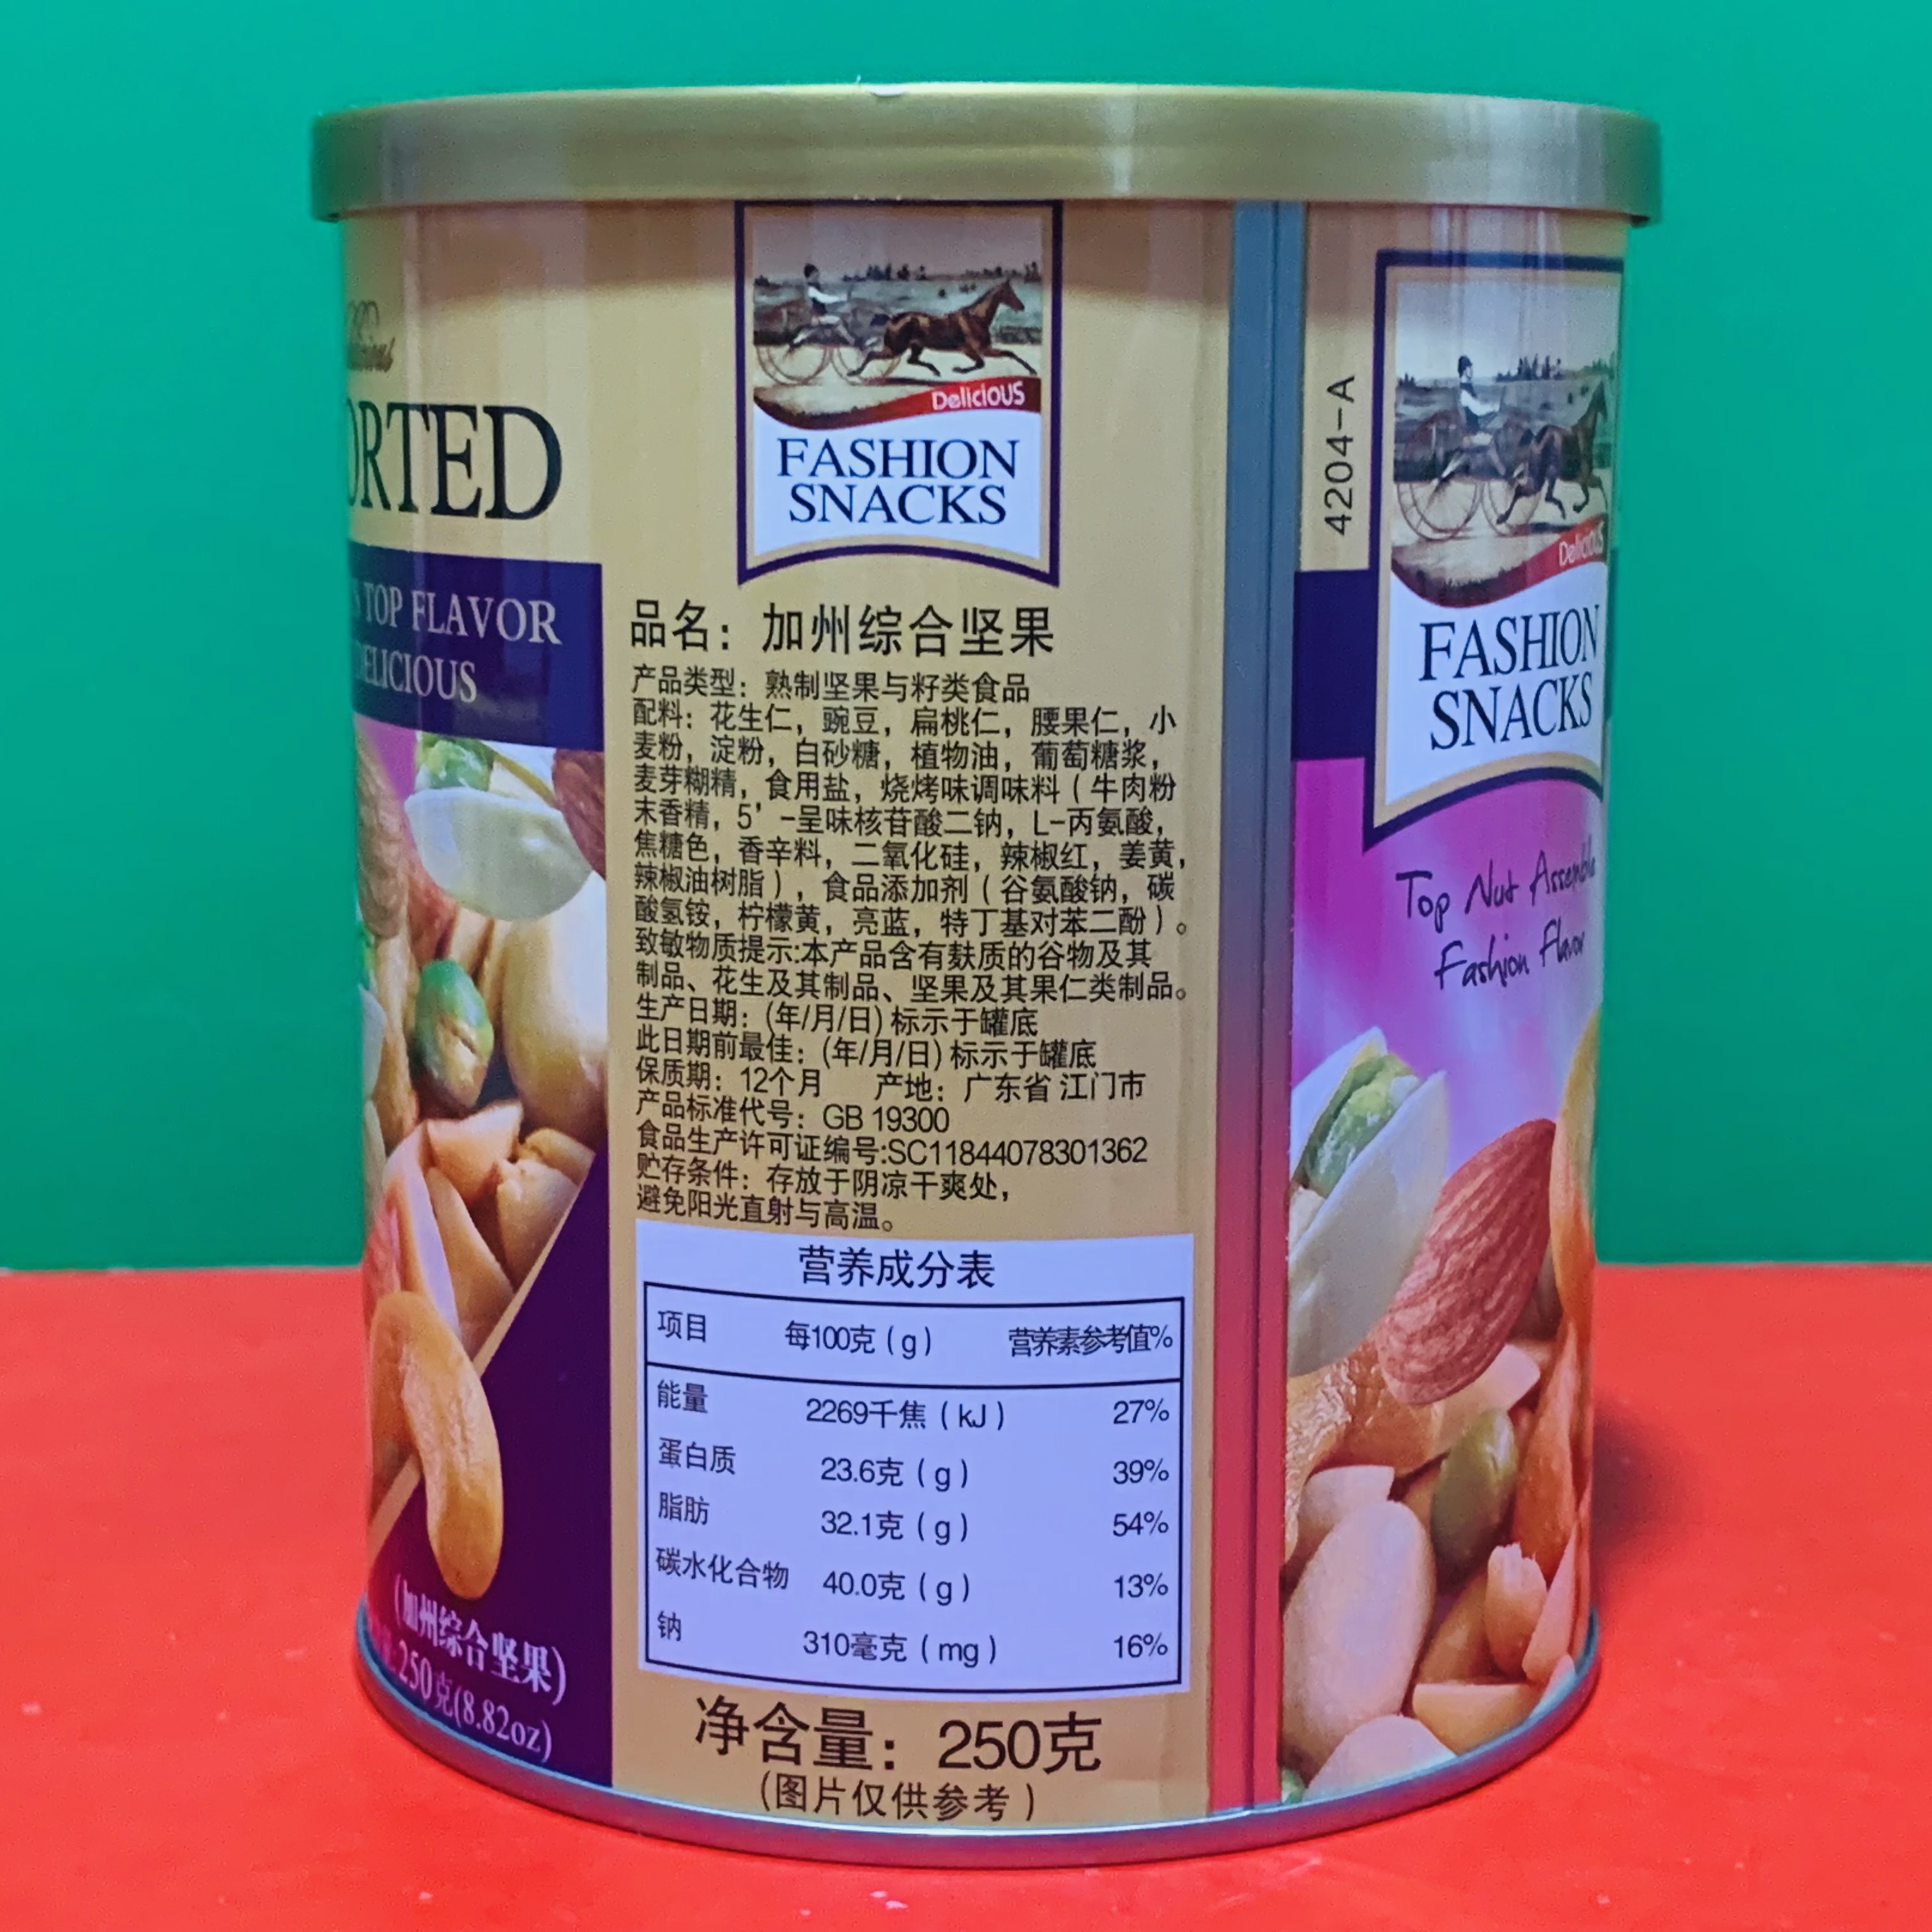 ORTED
TOP FLAVOR
DELICIOUS
(加州综合坚果)
250克(8.82oz)
Delicious
FASHION
SNACKS
品名：加州综合坚果
产品类型：熟制坚果与籽类食品
配料：花生仁，豌豆，扁桃仁，腰果仁，小
麦粉，淀粉，白砂糖，植物油，葡萄糖浆，
麦芽糊精，食用盐，烧烤味调味料（牛肉粉
末香精，5’-呈味核苷酸二钠，L-丙氨酸，
焦糖色，香辛料，二氧化硅，辣椒红，姜黄，
辣椒油树脂），食品添加剂（谷氨酸钠，碳
酸氢铵，柠檬黄，亮蓝，特丁基对苯二酚）。
致敏物质提示:本产品含有麸质的谷物及其
制品、花生及其制品、坚果及其果仁类制品。
生产日期：(年/月/日)标示于罐底
此日期前最佳：(年/月/日)标示于罐底
保质期：12个月 产地：广东省 江门市
产品标准代号：GB 19300
食品生产许可证编号:SC11844078301362
贮存条件：存放于阴凉干爽处，
避免阳光直射与高温。
营养成分表
项目 每100克（g） 营养素参考值%
能量 2269千焦（kJ） 27%
蛋白质 23.6克（g） 39%
脂肪 32.1克（g） 54%
碳水化合物 40.0克（g） 13%
钠 310毫克（mg） 16%
净含量：250克
(图片仅供参考)
4204-A
Delicious
FASHION
SNACKS
Top Nut Assemble
Fashion Flavor